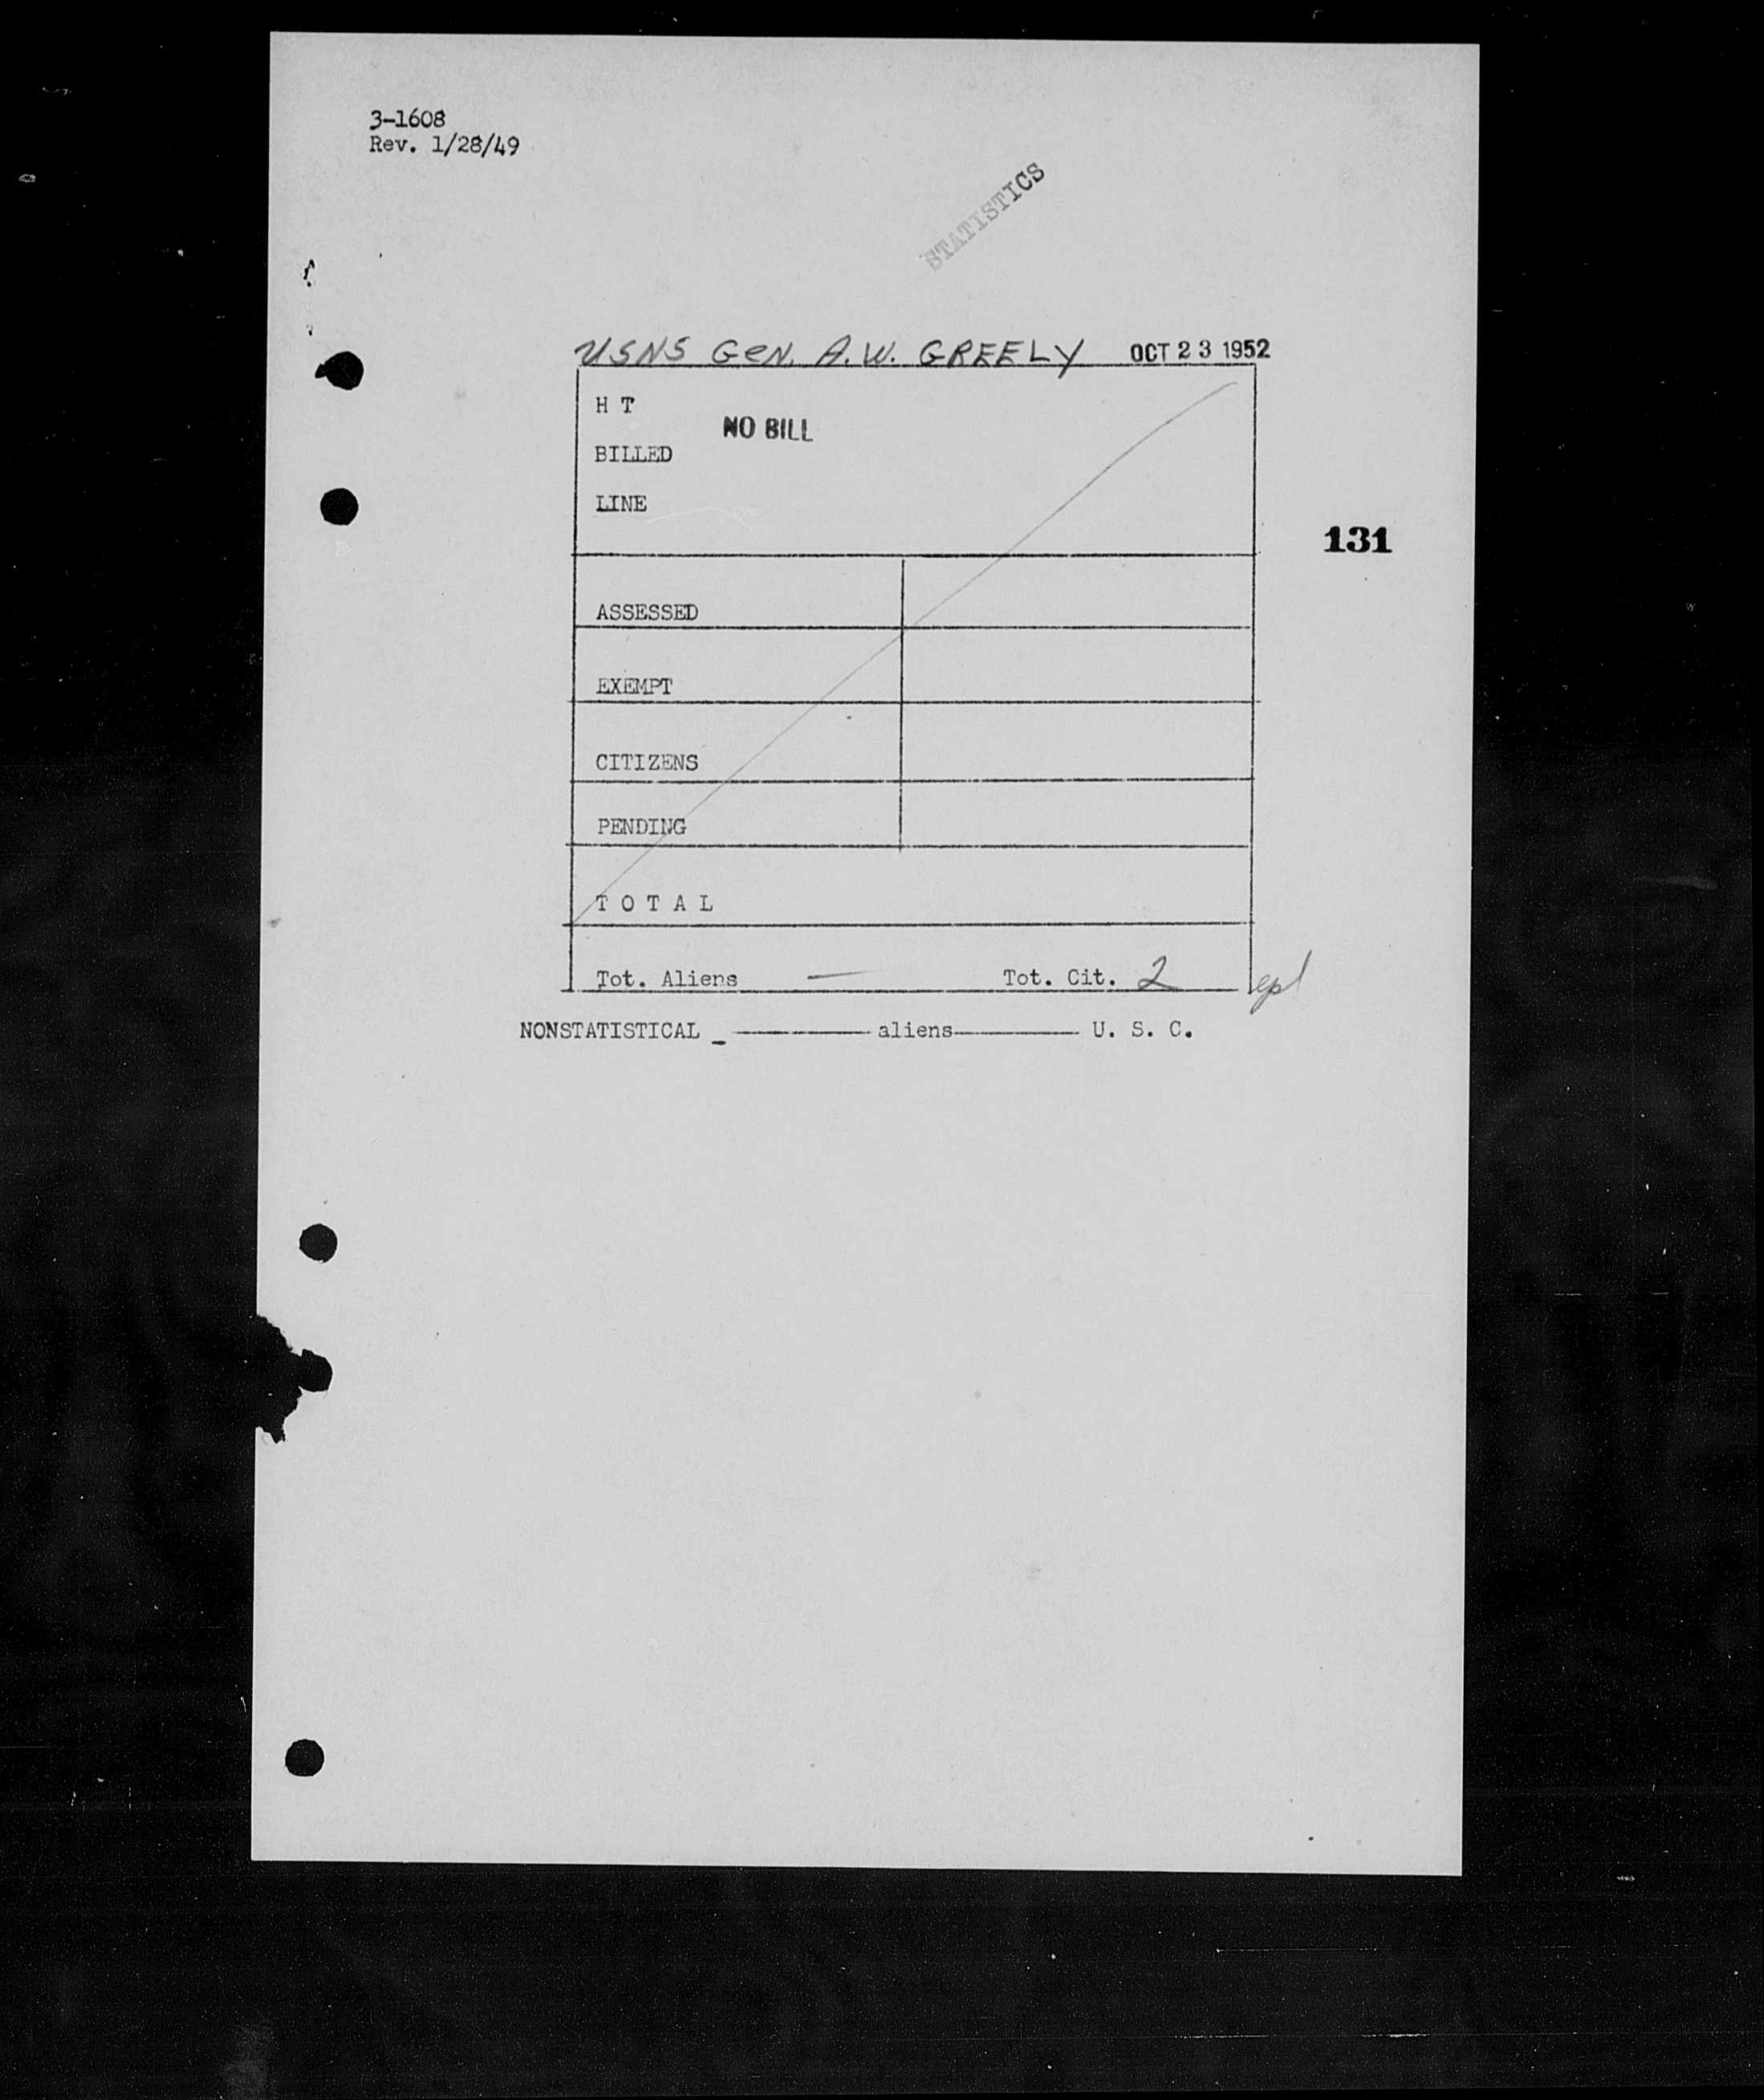 3-1608
Rev. 1/28/49
STATISTICS
USNS GEN. A.W. GREELY OCT 23 1952
H T
NO BILL
BILLED
LINE
131
ASSESSED
EXEMPT
CITIZENS
PENDING
T O T A L
Tot. Aliens — Tot. Cit. 2
NONSTATISTICAL _ ———— aliens———— U. S. C.